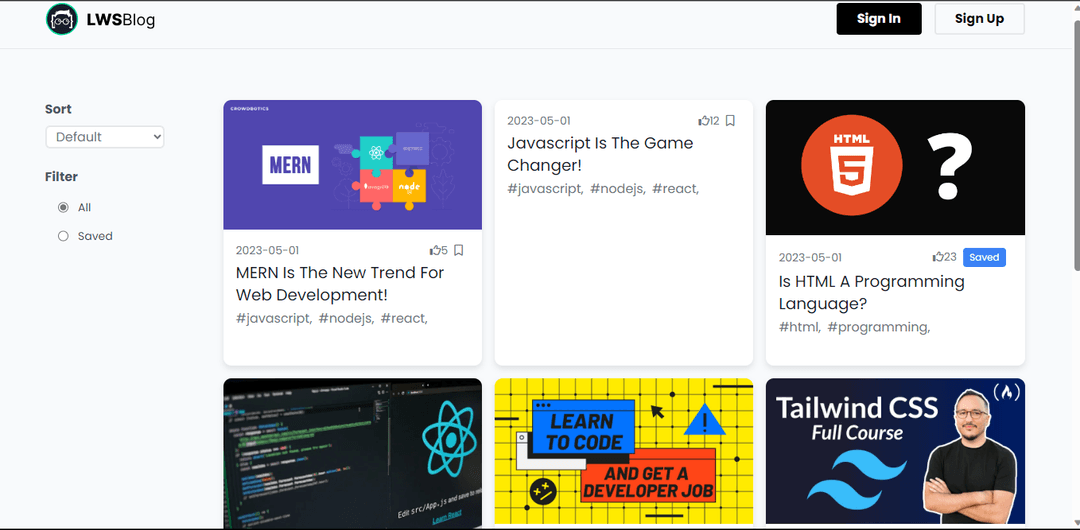 LWSBlog
Sign In
Sign Up
Sort
Default
Filter
All
Saved
CROWDBOTICS
MERN
node
2023-05-01
5
MERN Is The New Trend For
Web Development!
#javascript, #nodejs, #react,
2023-05-01
12
Javascript Is The Game
Changer!
#javascript, #nodejs, #react,
HTML
5
?
2023-05-01
23
Saved
Is HTML A Programming
Language?
#html, #programming,
Edit src/App.js and save to
Learn React
LEARN
TO CODE
!
AND GET A
DEVELOPER JOB
Tailwind CSS
Full Course